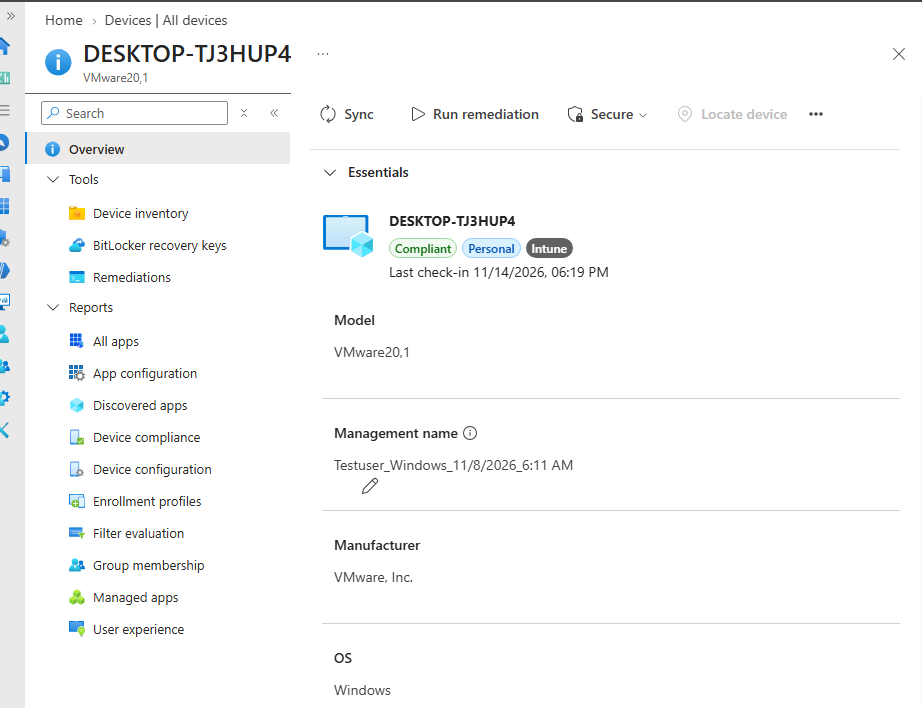 Home > Devices | All devices
DESKTOP-TJ3HUP4 ...
VMware20,1
Search
Sync Run remediation Secure Locate device
Overview
Tools
Device inventory
BitLocker recovery keys
Remediations
Reports
All apps
App configuration
Discovered apps
Device compliance
Device configuration
Enrollment profiles
Filter evaluation
Group membership
Managed apps
User experience
Essentials
DESKTOP-TJ3HUP4
Compliant Personal Intune
Last check-in 11/14/2026, 06:19 PM
Model
VMware20,1
Management name
Testuser_Windows_11/8/2026_6:11 AM
Manufacturer
VMware, Inc.
OS
Windows